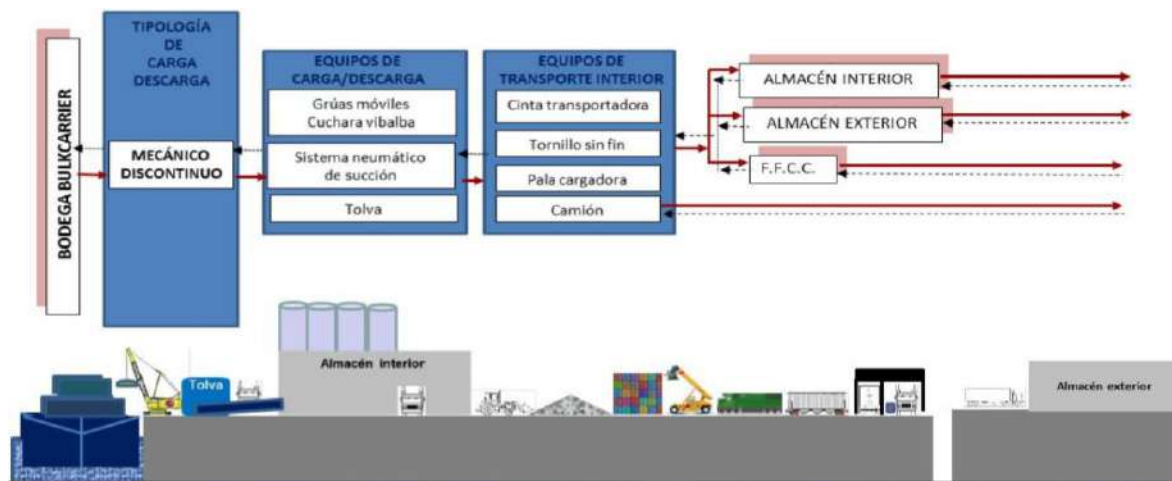 TIPOLOGÍA
DE
CARGA
DESCARGA
BODEGA BULKCARRIER
MECÁNICO
DISCONTINUO
EQUIPOS DE
CARGA/DESCARGA
Grúas móviles
Cuchara vibalba
Sistema neumático
de succión
Tolva
EQUIPOS DE
TRANSPORTE INTERIOR
Cinta transportadora
Tornillo sin fin
Pala cargadora
Camión
ALMACÉN INTERIOR
ALMACÉN EXTERIOR
F.F.C.C.
Tolva
Almacén interior
Almacén exterior